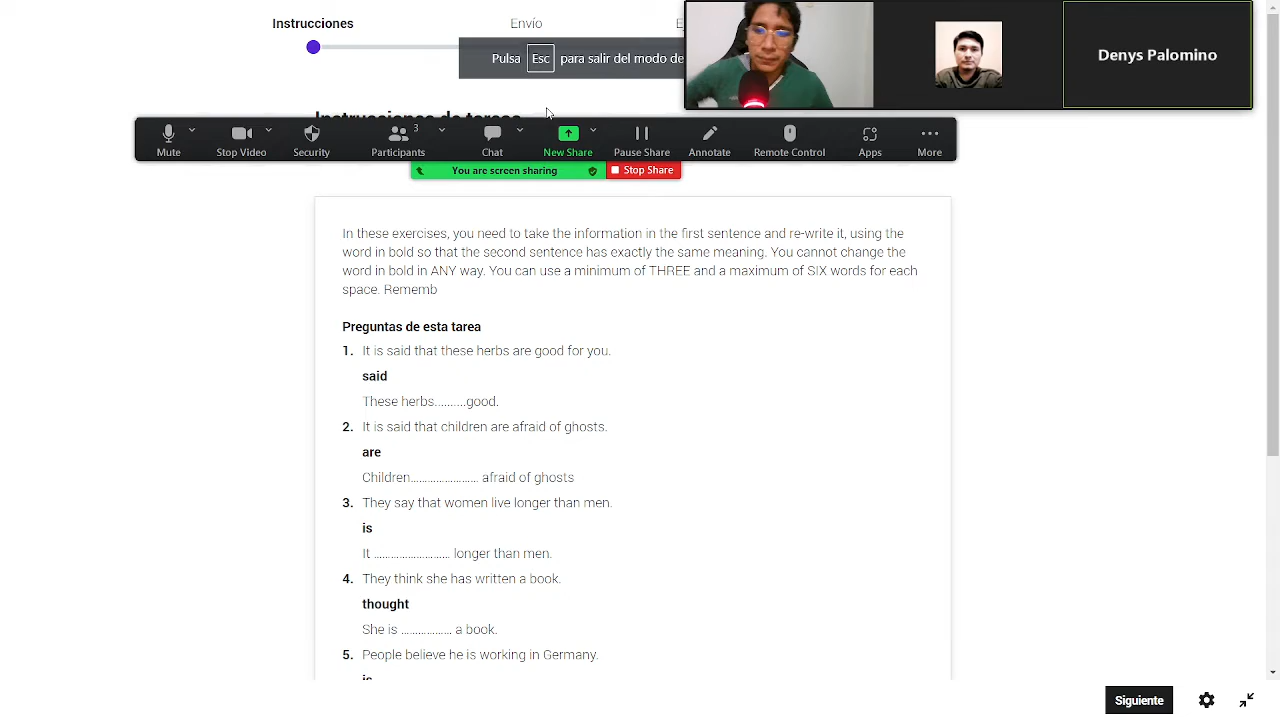 Instrucciones
Envío
E
Pulsa Esc para salir del modo de
Denys Palomino
Instrucciones de tarea
Mute
Stop Video
Security
Participants 3
Chat
New Share
Pause Share
Annotate
Remote Control
Apps
More
You are screen sharing
Stop Share
In these exercises, you need to take the information in the first sentence and re-write it, using the
word in bold so that the second sentence has exactly the same meaning. You cannot change the
word in bold in ANY way. You can use a minimum of THREE and a maximum of SIX words for each
space. Rememb
Preguntas de esta tarea
1. It is said that these herbs are good for you.
said
These herbs..........good.
2. It is said that children are afraid of ghosts.
are
Children........................ afraid of ghosts
3. They say that women live longer than men.
is
It ........................... longer than men.
4. They think she has written a book.
thought
She is .................. a book.
5. People believe he is working in Germany.
is
Siguiente